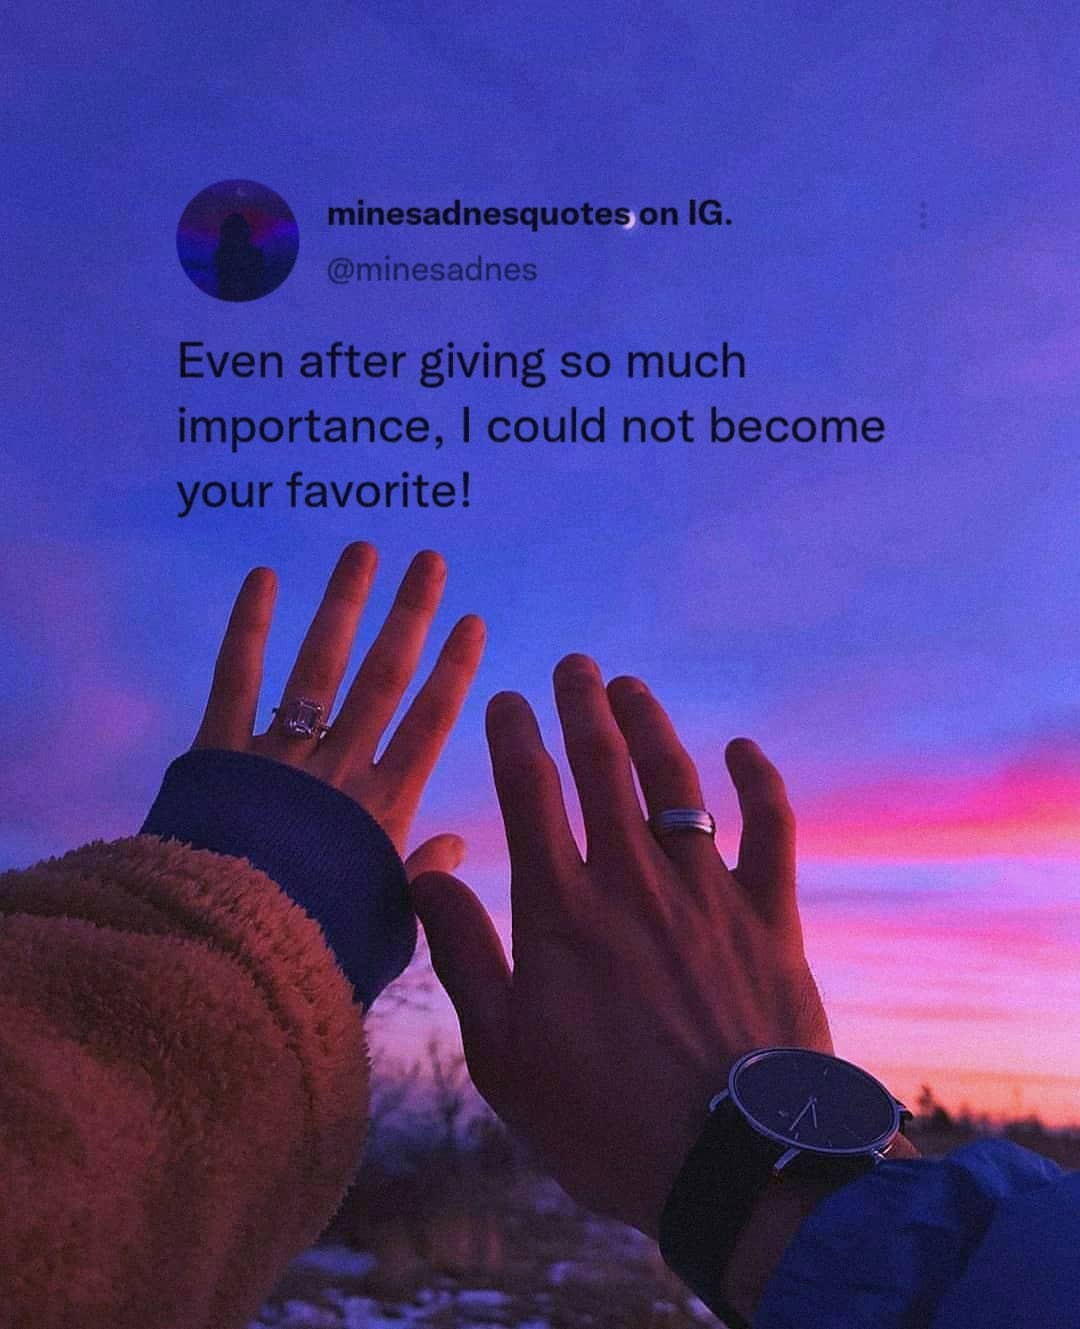 minesadnesquotes on IG.
@minesadnes
Even after giving so much
importance, I could not become
your favorite!